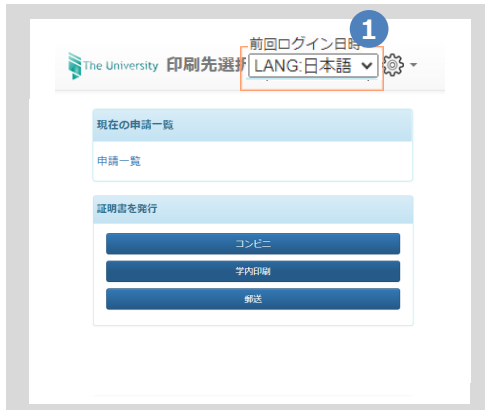 1
前回ログイン日時
The University 印刷先選択 LANG:日本語
現在の申請一覧
申請一覧
証明書を発行
コンビニ
学内印刷
郵送